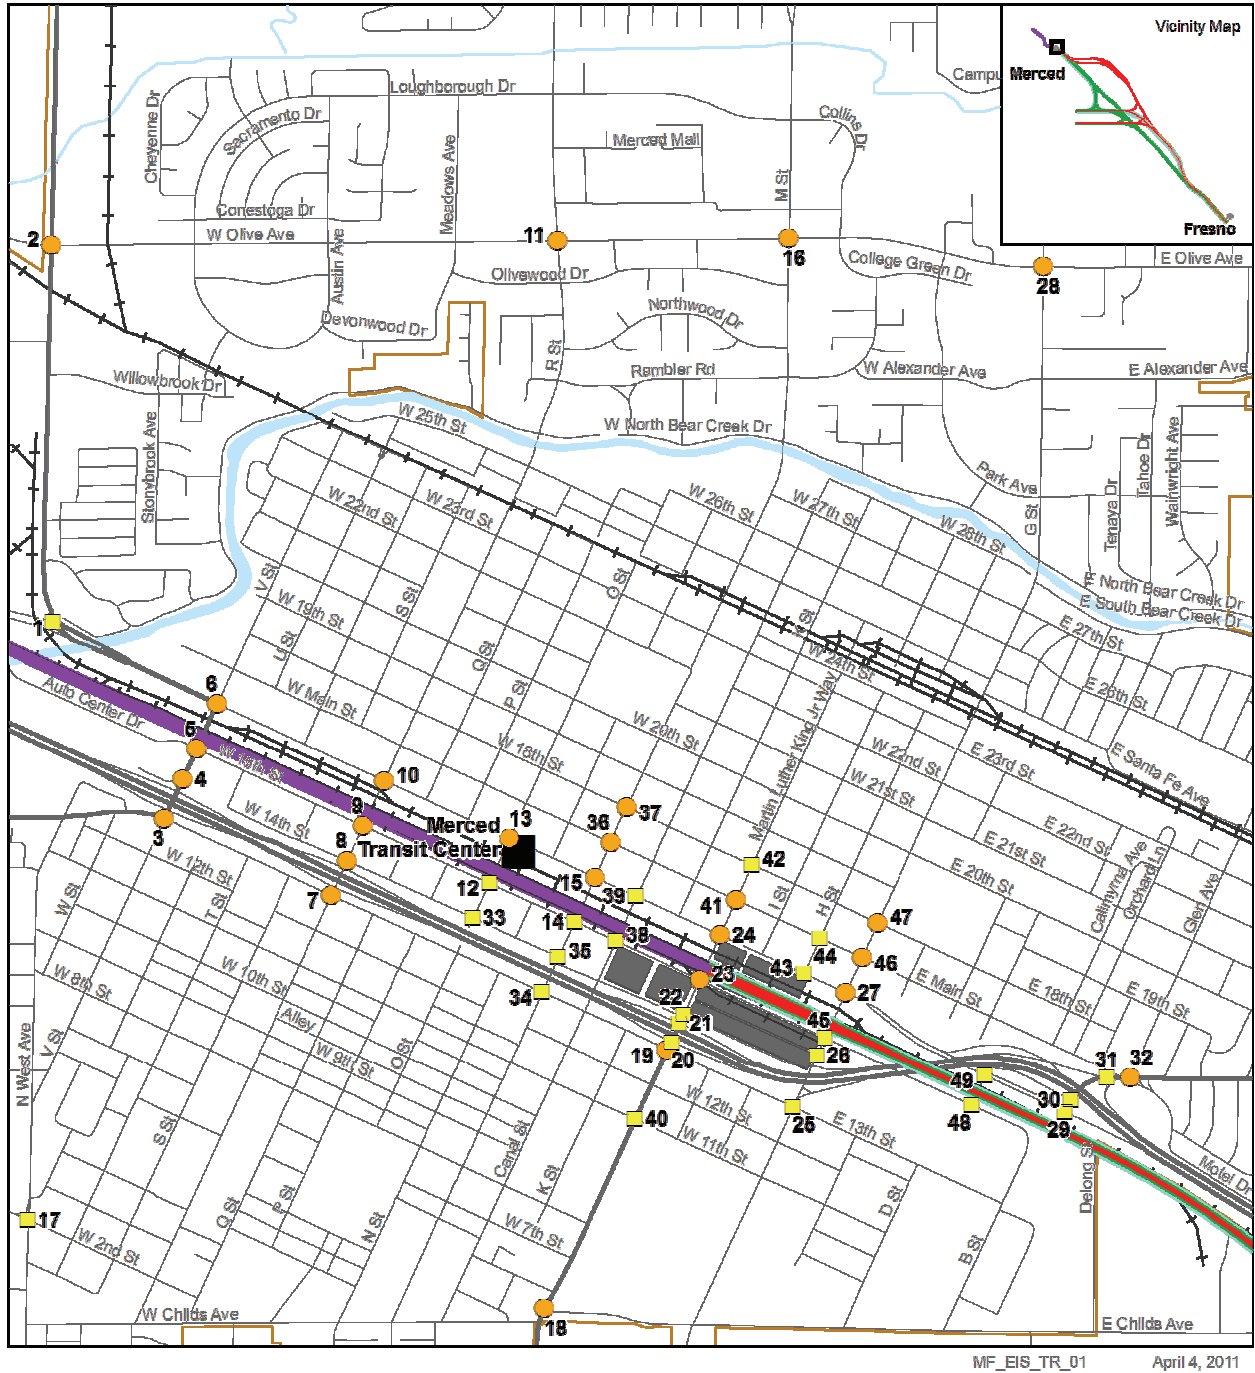 Vicinity Map
Merced
Fresno
Campu
Loughborough Dr
Cheyenne Dr
Sacramento Dr
Collins Dr
Merced Mall
Meadows Ave
M St
Conestoga Dr
W Olive Ave
2
11
16
28
E Olive Ave
Austin Ave
Olivewood Dr
College Green Dr
Devonwood Dr
Northwood Dr
R St
Willowbrook Dr
Rambler Rd
W Alexander Ave
E Alexander Ave
W 25th St
W North Bear Creek Dr
Stonybrook Ave
Park Ave
G St
Tenaya Dr
Tahoe Dr
Wainwright Ave
W 22nd St
W 23rd St
W 26th St
W 27th St
W 28th St
V St
S St
O St
W 19th St
E North Bear Creek Dr
E South Bear Creek Dr
1
U St
Q St
P St
W 24th St
E 27th St
E 26th St
6
Auto Center Dr
W Main St
5
W 15th St
W 18th St
W 20th St
Martin Luther King Jr Way
W 22nd St
E 23rd St
E Santa Fe Ave
4
10
W 21st St
3
W 14th St
9
8
Merced
Transit Center
13
36
37
E 22nd St
E 21st St
E 20th St
Calimyrna Ave
Orchard Ln
Glen Ave
W 12th St
W St
T St
7
12
15
39
42
41
I St
H St
47
33
14
38
24
44
46
W 8th St
W 10th St
35
23
43
27
E Main St
E 18th St
E 19th St
34
22
21
45
Alley
W 9th St
O St
N West Ave
V St
19
20
26
49
31
32
30
40
W 12th St
W 11th St
25
E 13th St
48
29
S St
Canal St
K St
Delong St
Motel Dr
17
W 2nd St
O St
P St
N St
W 7th St
D St
B St
W Childs Ave
18
E Childs Ave
MF_EIS_TR_01
April 4, 2011